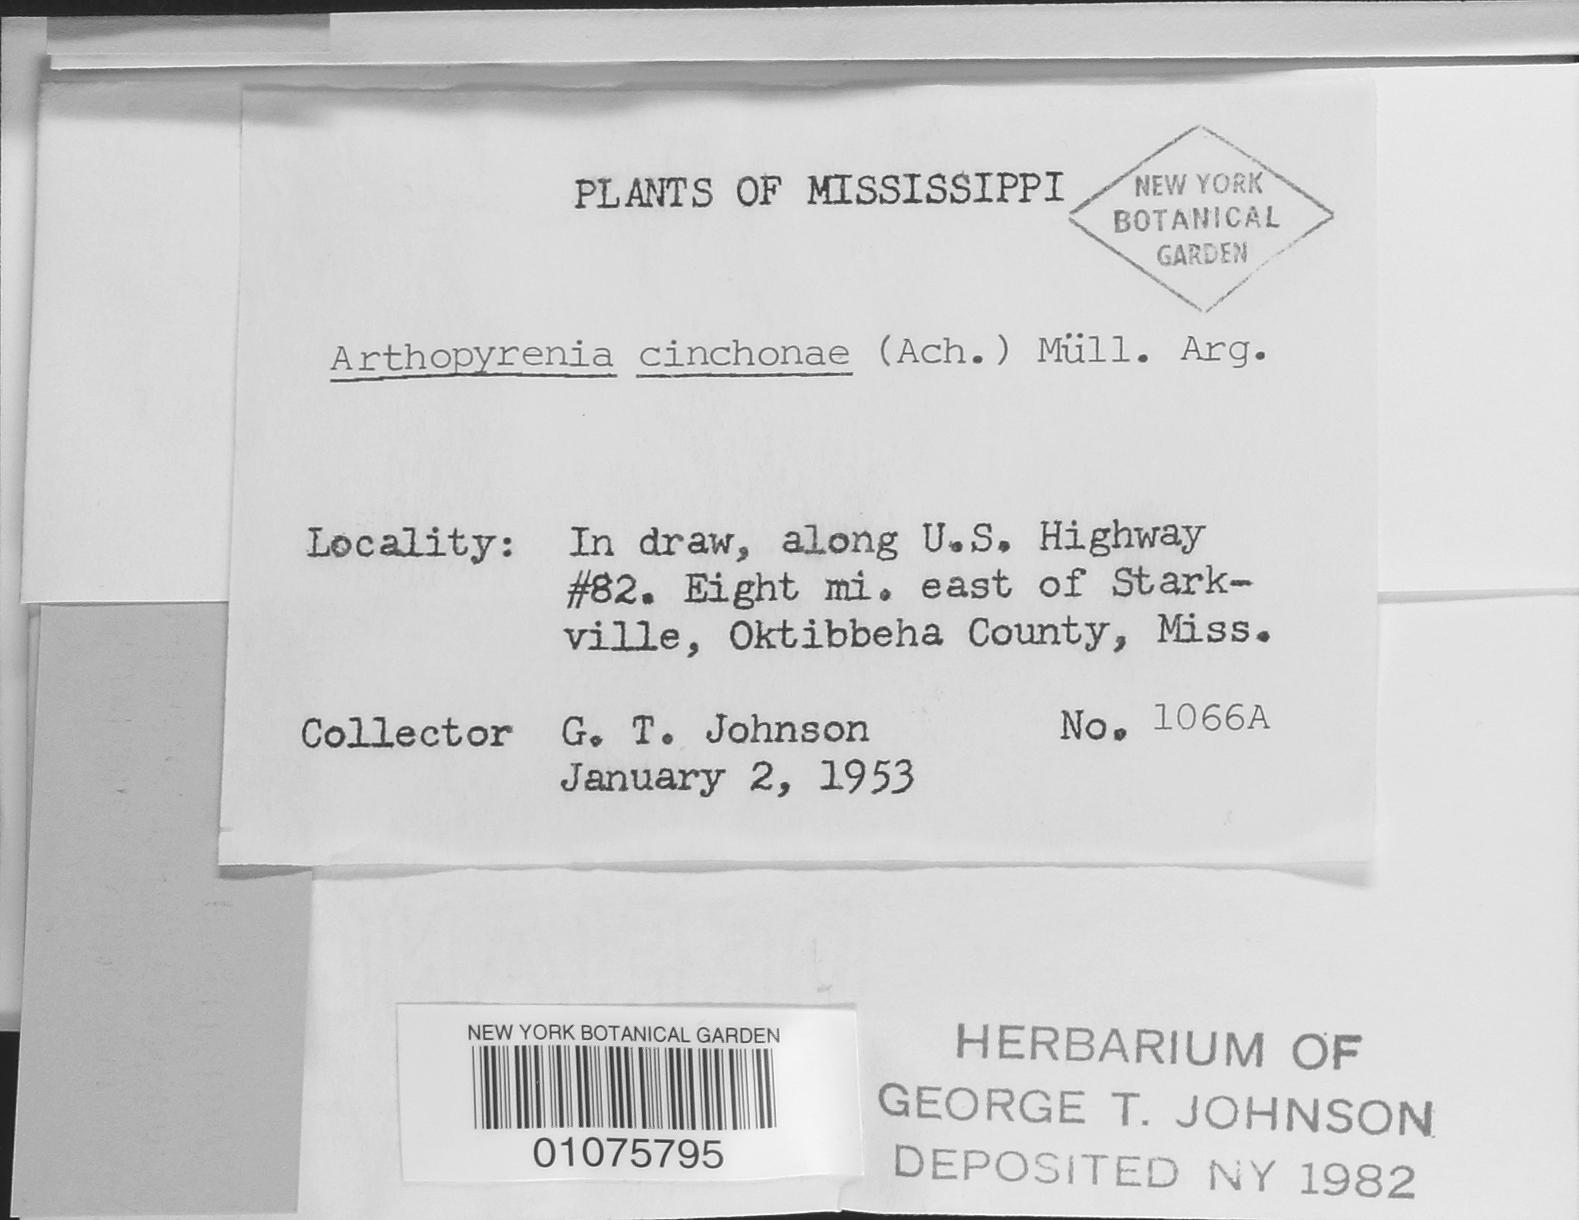 PLANTS OF MISSISSIPPI
NEW YORK
BOTANICAL
GARDEN
Arthopyrenia cinchonae (Ach.) Müll. Arg.
Locality: In draw, along U.S. Highway
#82. Eight mi. east of Stark-
ville, Oktibbeha County, Miss.
Collector G. T. Johnson No. 1066A
January 2, 1953
NEW YORK BOTANICAL GARDEN
01075795
HERBARIUM OF
GEORGE T. JOHNSON
DEPOSITED NY 1982